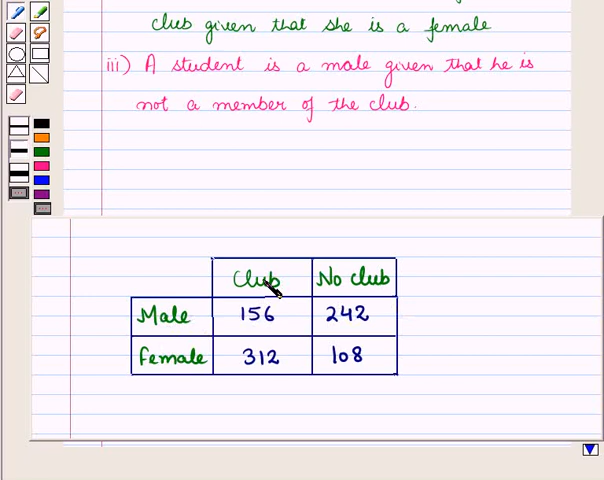 club given that she is a female
iii) A student is a male given that he is
not a member of the club.
Club No club
Male 156 242
Female 312 108